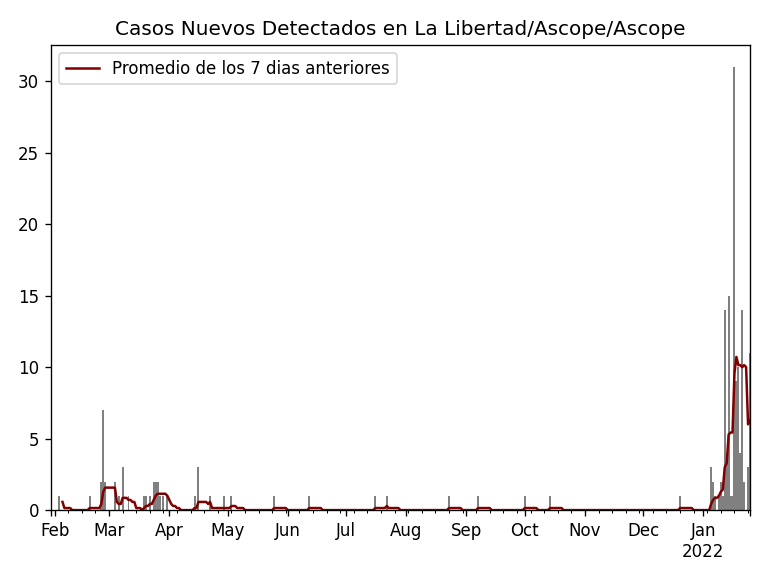 Casos Nuevos Detectados en La Libertad/Ascope/Ascope
Promedio de los 7 dias anteriores
30
25
20
15
10
5
0
Feb Mar Apr May Jun Jul Aug Sep Oct Nov Dec Jan
2022